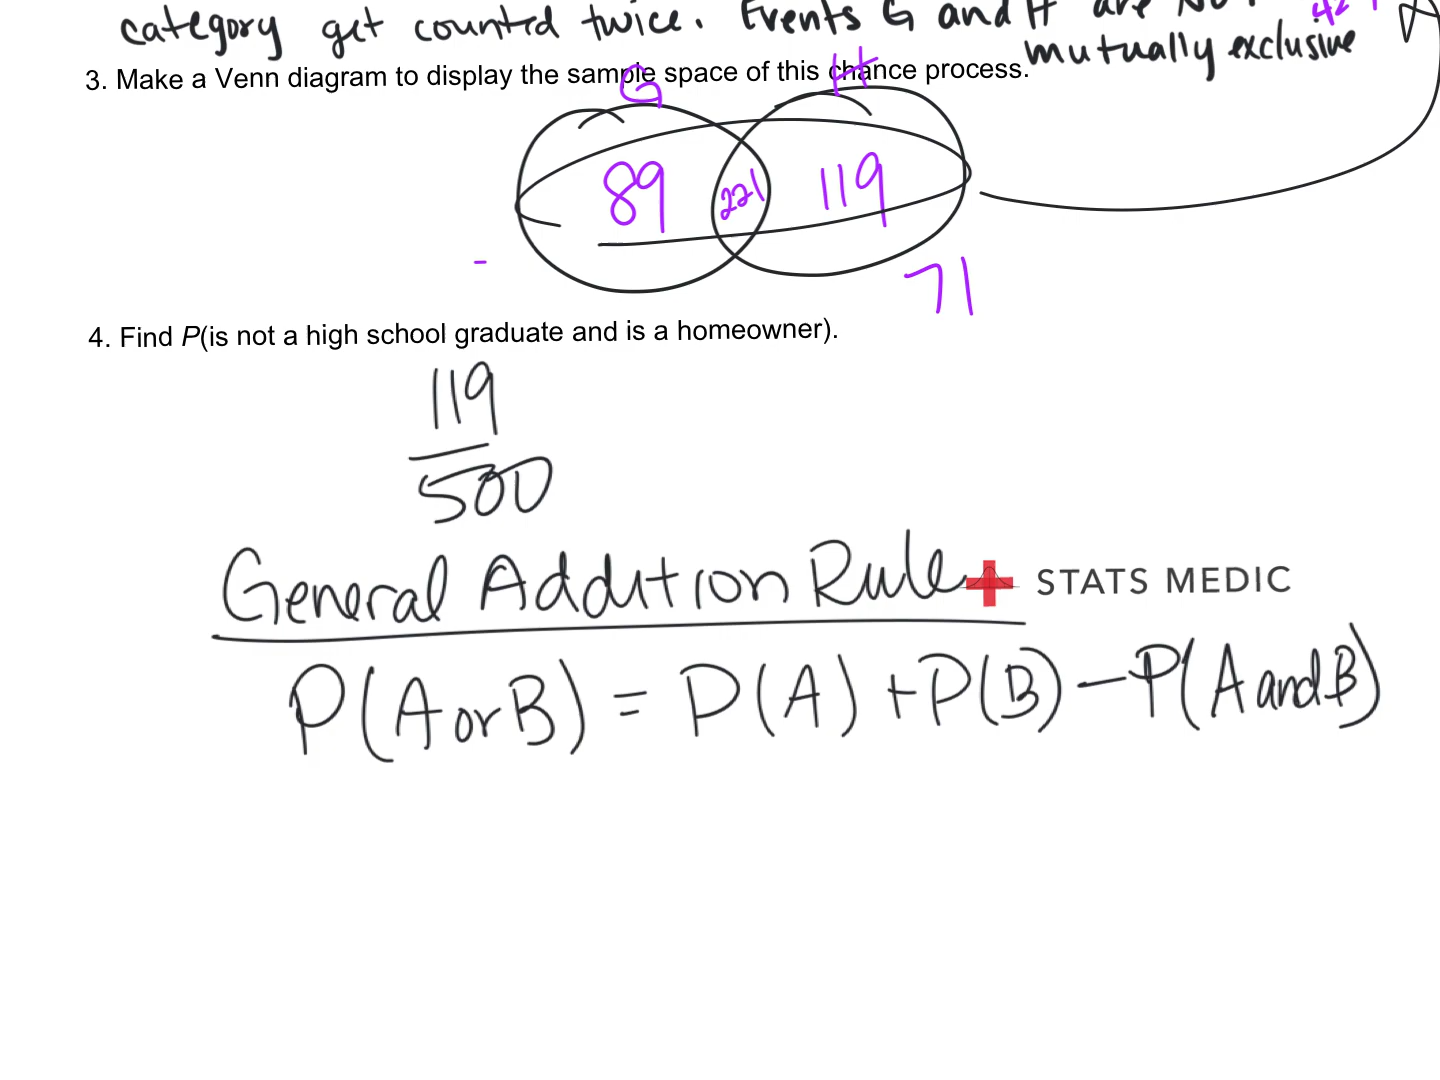 category get counted twice. Events G and H are
mutually exclusive
3. Make a Venn diagram to display the sample space of this chance process.
G H
89 221 119
71
4. Find P(is not a high school graduate and is a homeowner).
119
500
General Addition Rule
STATS MEDIC
P(A or B) = P(A) + P(B) - P(A and B)